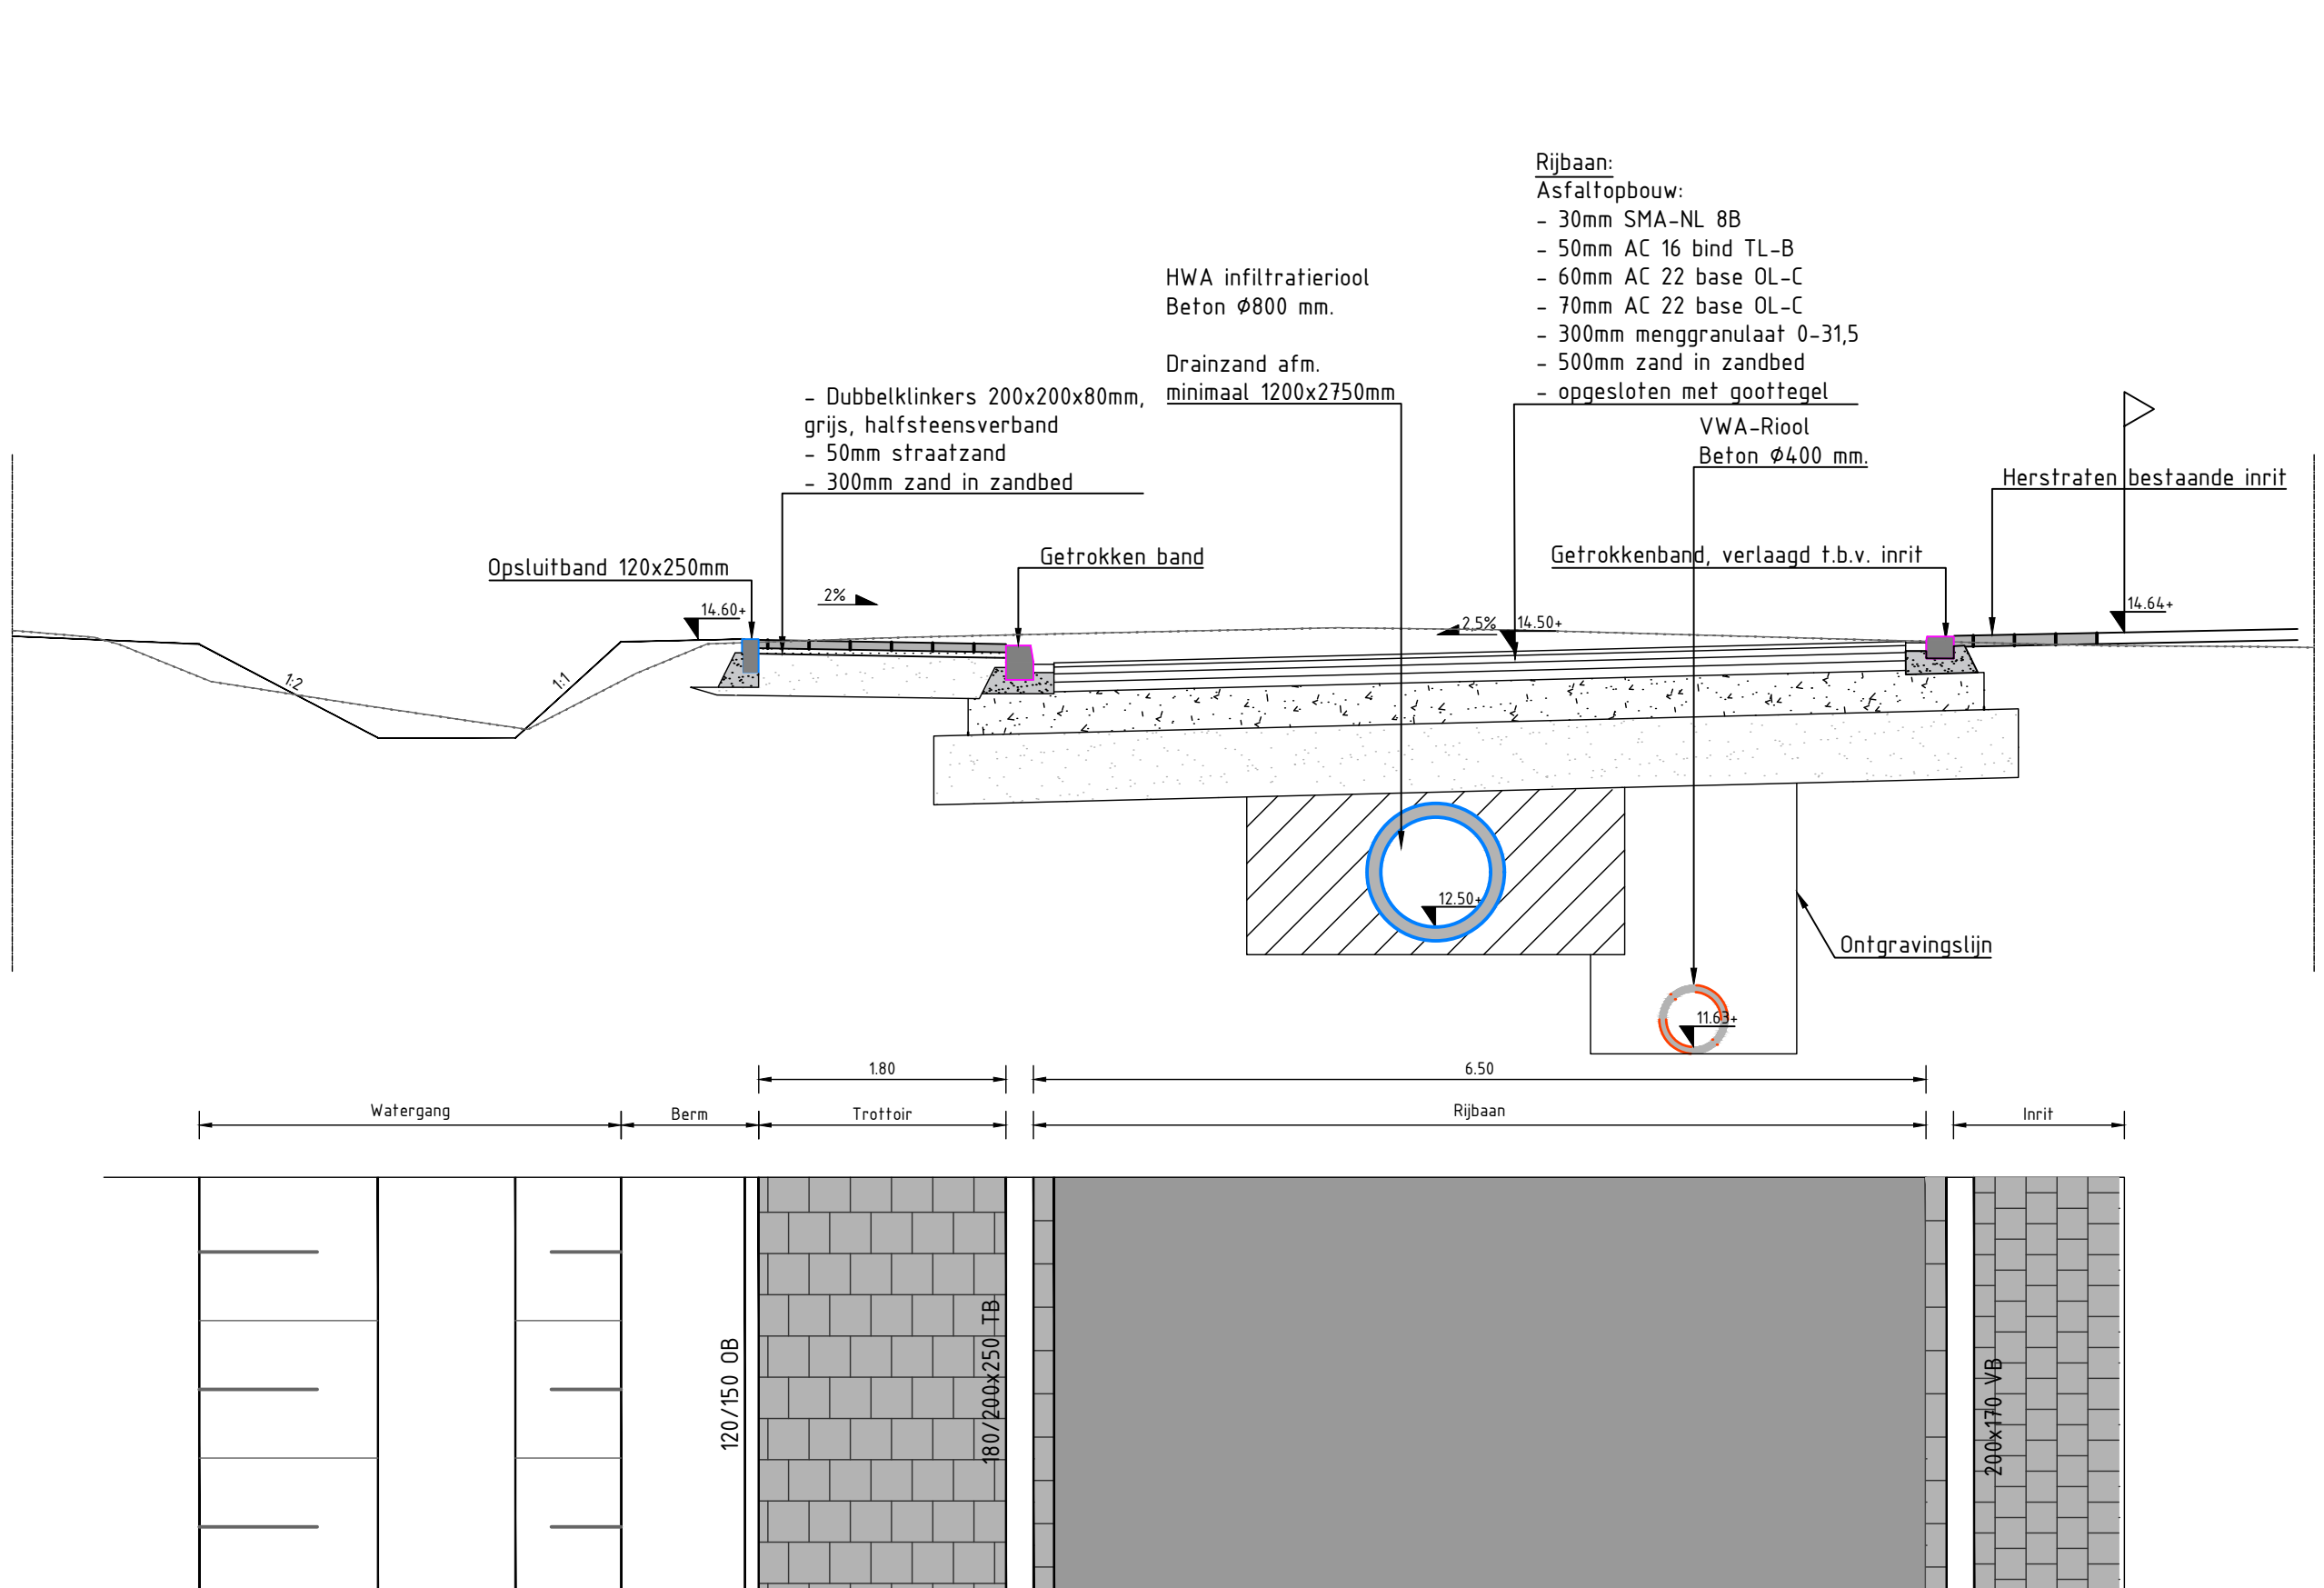 Rijbaan:
Asfaltopbouw:
- 30mm SMA-NL 8B
- 50mm AC 16 bind TL-B
- 60mm AC 22 base OL-C
- 70mm AC 22 base OL-C
- 300mm menggranulaat 0-31,5
- 500mm zand in zandbed
- opgesloten met goottegel
HWA infiltratieriool
Beton Ø800 mm.
Drainzand afm.
minimaal 1200x2750mm
- Dubbelklinkers 200x200x80mm,
grijs, halfsteensverband
- 50mm straatzand
- 300mm zand in zandbed
VWA-Riool
Beton Ø400 mm.
Herstraten bestaande inrit
Opsluitband 120x250mm
Getrokken band
Getrokkenband, verlaagd t.b.v. inrit
2%
14.60+
2,5%
14.50+
14.64+
1:2
1:1
12.50+
Ontgravingslijn
11.63+
1.80
6.50
Watergang
Berm
Trottoir
Rijbaan
Inrit
120/150 OB
180/200x250 TB
200x170 VB